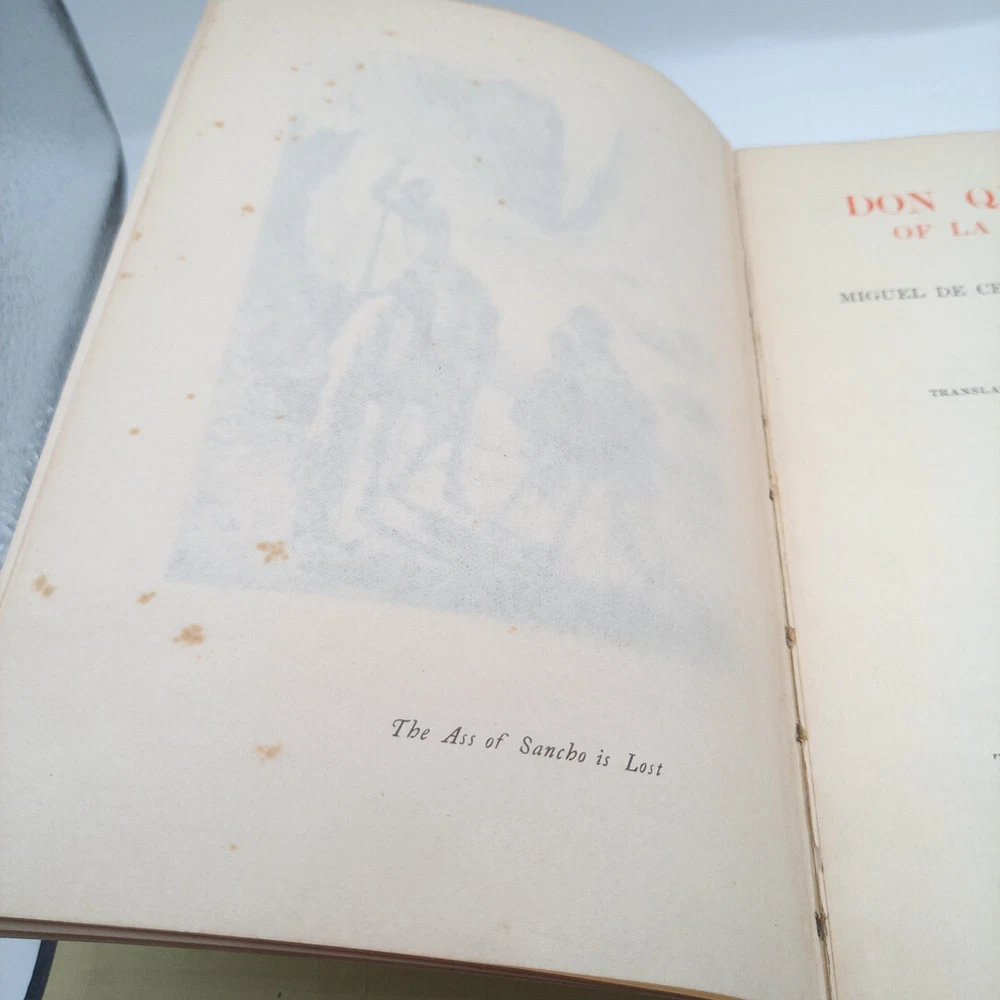 The Ass of Sancho is Lost
DON Q
OF LA
MIGUEL DE CE
TRANSLA